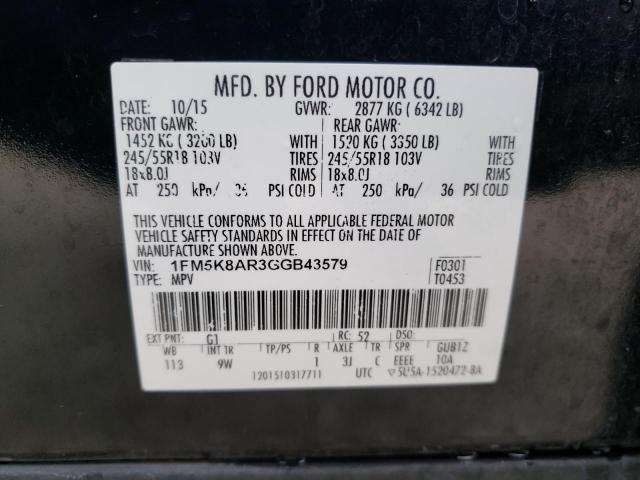 MFD. BY FORD MOTOR CO.
DATE: 10/15 GVWR: 2877 KG ( 6342 LB)
FRONT GAWR: REAR GAWR:
1452 KG ( 3200 LB) WITH 1520 KG ( 3350 LB) WITH
245/55R18 103V TIRES 245/55R18 103V TIRES
18x8.0J RIMS 18x8.0J RIMS
AT 250 kPa/ 36 PSI COLD AT 250 kPa/ 36 PSI COLD
THIS VEHICLE CONFORMS TO ALL APPLICABLE FEDERAL MOTOR
VEHICLE SAFETY STANDARDS IN EFFECT ON THE DATE OF
MANUFACTURE SHOWN ABOVE.
VIN: 1FM5K8AR3GGB43579 F0301
TYPE: MPV T0453
EXT PNT: G1 RC: 52 DSO:
WB INT TR TP/PS R AXLE TR SPR GUB1Z
113 9W 1 3J C EEEE 10A
1201510317711 UTC ▽5U5A-1520472-BA